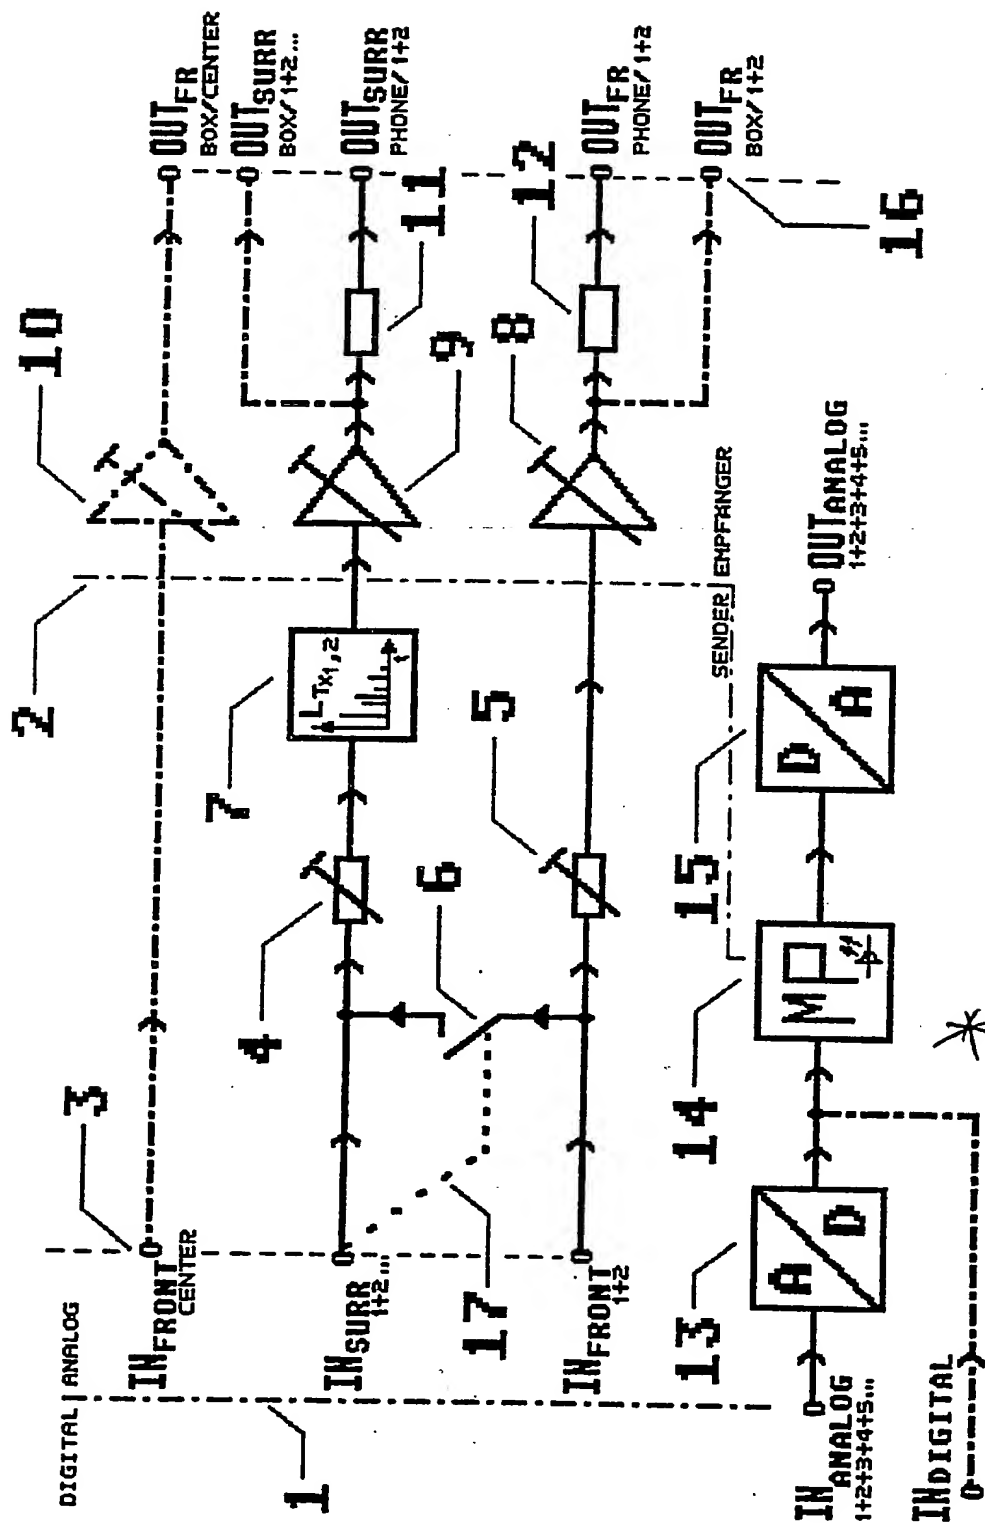 DIGITAL | ANALOG
1
2
3
10
IN FRONT
CENTER
OUT FR
BOX/CENTER
OUT SURR
BOX/1+2...
IN SURR
1+2...
4
7
L TX1,2
t
9
11
OUT SURR
PHONE/1+2
17
6
IN FRONT
1+2
5
8
12
OUT FR
PHONE/1+2
OUT FR
BOX/1+2
16
SENDER | EMPFÄNGER
13
14
15
IN ANALOG
1+2+3+4+5...
A
D
MP
D
A
OUT ANALOG
1+2+3+4+5...
IN DIGITAL